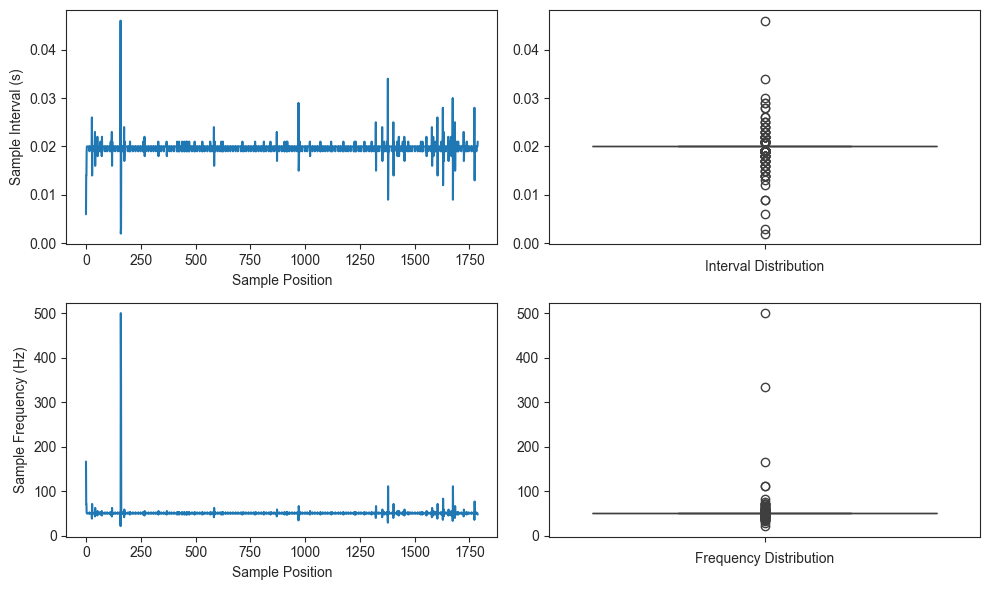 Sample Interval (s)
0.04
0.03
0.02
0.01
0.00
0 250 500 750 1000 1250 1500 1750
Sample Position
0.04
0.03
0.02
0.01
0.00
Interval Distribution
Sample Frequency (Hz)
500
400
300
200
100
0
0 250 500 750 1000 1250 1500 1750
Sample Position
500
400
300
200
100
0
Frequency Distribution